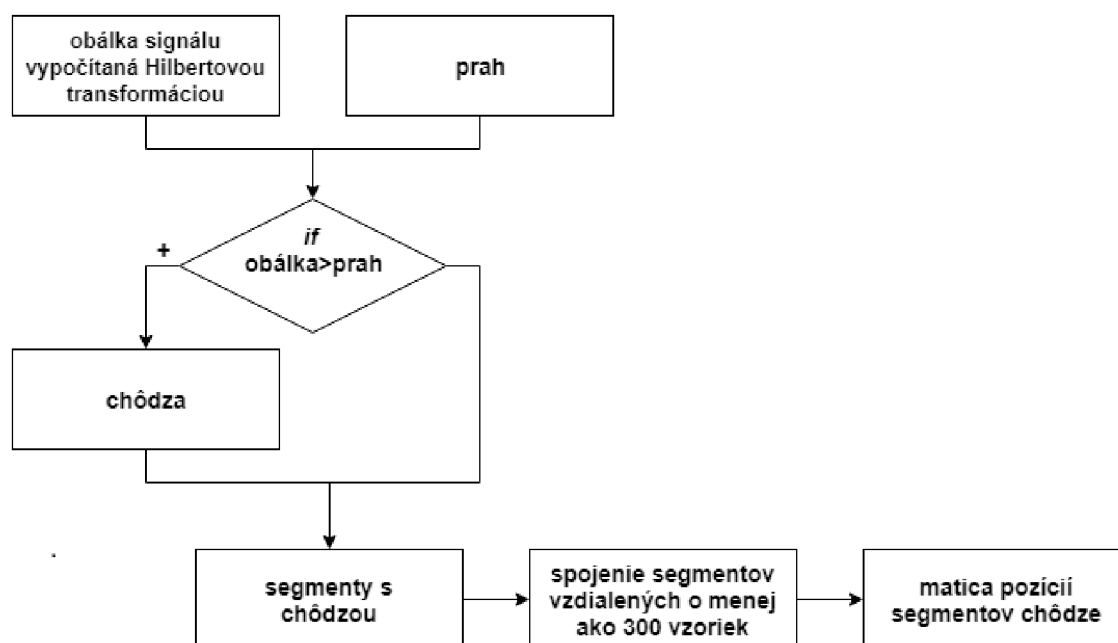 obálka signálu
vypočítaná Hilbertovou
transformáciou
prah
if
obálka>prah
+
chôdza
segmenty s
chôdzou
spojenie segmentov
vzdialených o menej
ako 300 vzoriek
matica pozícií
segmentov chôdze